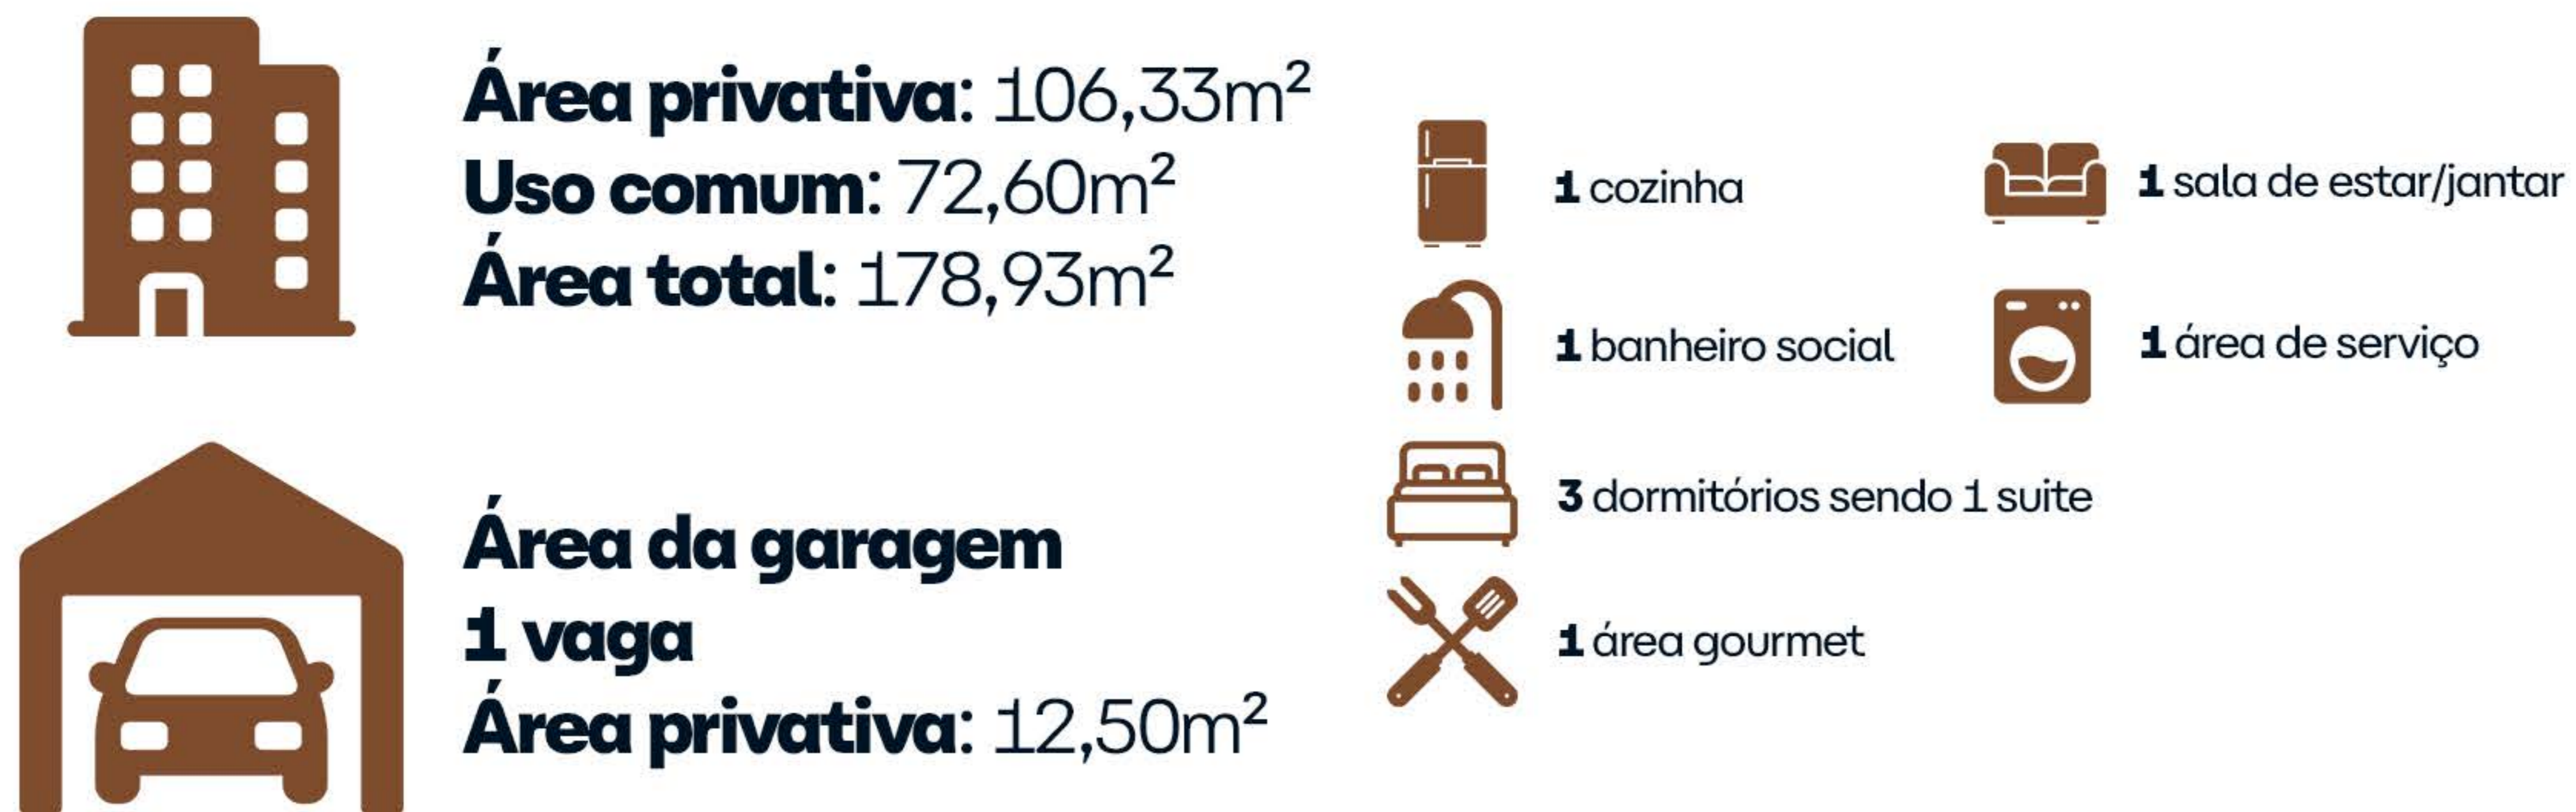 Área privativa: 106,33m²
Uso comum: 72,60m²
Área total: 178,93m²
Área da garagem
1 vaga
Área privativa: 12,50m²
1 cozinha
1 sala de estar/jantar
1 banheiro social
1 área de serviço
3 dormitórios sendo 1 suite
1 área gourmet